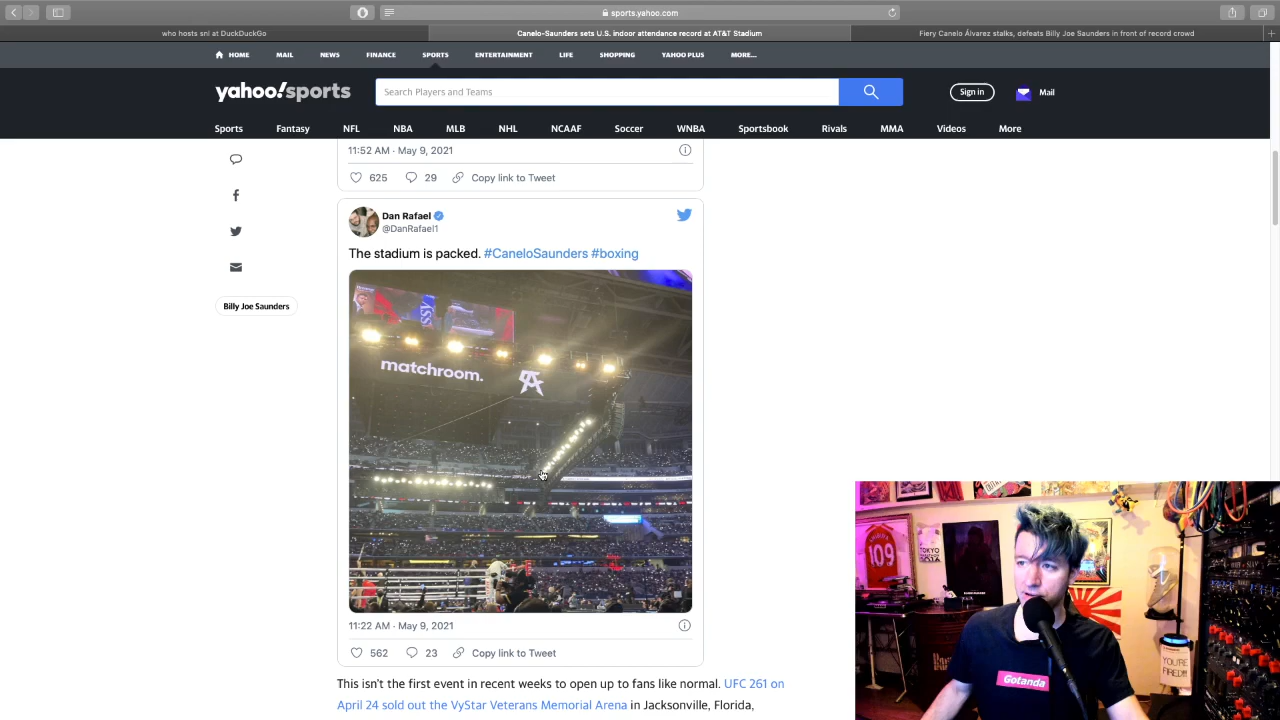 sports.yahoo.com
who hosts snl at DuckDuckGo
Canelo-Saunders sets U.S. indoor attendance record at AT&T Stadium
Fiery Canelo Álvarez stalks, defeats Billy Joe Saunders in front of record crowd
HOME MAIL NEWS FINANCE SPORTS ENTERTAINMENT LIFE SHOPPING YAHOO PLUS MORE...
yahoo!sports
Search Players and Teams
Sign in
Mail
Sports Fantasy NFL NBA MLB NHL NCAAF Soccer WNBA Sportsbook Rivals MMA Videos More
11:52 AM · May 9, 2021
625 29 Copy link to Tweet
Dan Rafael
@DanRafael1
The stadium is packed. #CaneloSaunders #boxing
Billy Joe Saunders
matchroom.
11:22 AM · May 9, 2021
562 23 Copy link to Tweet
This isn't the first event in recent weeks to open up to fans like normal. UFC 261 on
April 24 sold out the VyStar Veterans Memorial Arena in Jacksonville, Florida,
109
TOKYO
YOU'RE
FIRED!!!
Gotanda